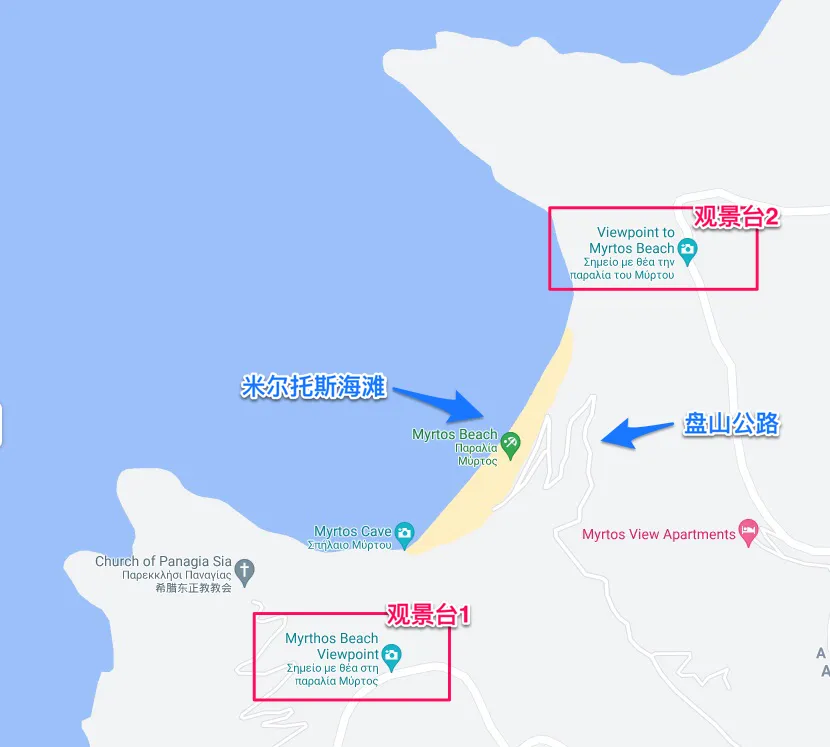 观景台2
Viewpoint to
Myrtos Beach
Σημείο με θέα την
παραλία του Μύρτου
米尔托斯海滩
盘山公路
Myrtos Beach
Παραλία
Μύρτος
Myrtos Cave
Σπήλαιο Μύρτου
Myrtos View Apartments
Church of Panagia Sia
Παρεκκλήσι Παναγίας
希腊东正教教会
观景台1
Myrthos Beach
Viewpoint
Σημείο με θέα στη
παραλία Μύρτος
A
A